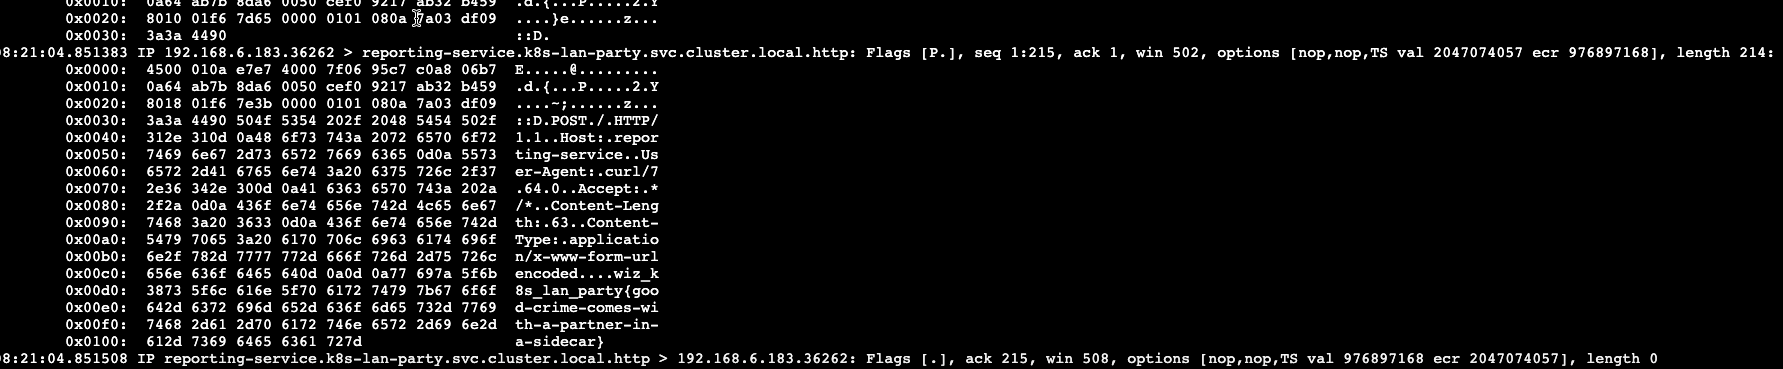 0x0010: 0a64 ab7b 8da6 0050 cef0 9217 ab32 b459 .d.{...P.....2.Y
0x0020: 8010 01f6 7d65 0000 0101 080a 7a03 df09 ....}e......z...
0x0030: 3a3a 4490 ::D.
08:21:04.851383 IP 192.168.6.183.36262 > reporting-service.k8s-lan-party.svc.cluster.local.http: Flags [P.], seq 1:215, ack 1, win 502, options [nop,nop,TS val 2047074057 ecr 976897168], length 214:
0x0000: 4500 010a e7e7 4000 7f06 95c7 c0a8 06b7 E.....@.........
0x0010: 0a64 ab7b 8da6 0050 cef0 9217 ab32 b459 .d.{...P.....2.Y
0x0020: 8018 01f6 7e3b 0000 0101 080a 7a03 df09 ....~;......z...
0x0030: 3a3a 4490 504f 5354 202f 2048 5454 502f ::D.POST./.HTTP/
0x0040: 312e 310d 0a48 6f73 743a 2072 6570 6f72 1.1..Host:.repor
0x0050: 7469 6e67 2d73 6572 7669 6365 0d0a 5573 ting-service..Us
0x0060: 6572 2d41 6765 6e74 3a20 6375 726c 2f37 er-Agent:.curl/7
0x0070: 2e36 342e 300d 0a41 6363 6570 743a 202a .64.0..Accept:.*
0x0080: 2f2a 0d0a 436f 6e74 656e 742d 4c65 6e67 /*..Content-Leng
0x0090: 7468 3a20 3633 0d0a 436f 6e74 656e 742d th:.63..Content-
0x00a0: 5479 7065 3a20 6170 706c 6963 6174 696f Type:.applicatio
0x00b0: 6e2f 782d 7777 772d 666f 726d 2d75 726c n/x-www-form-url
0x00c0: 656e 636f 6465 640d 0a0d 0a77 697a 5f6b encoded....wiz_k
0x00d0: 3873 5f6c 616e 5f70 6172 7479 7b67 6f6f 8s_lan_party{goo
0x00e0: 642d 6372 696d 652d 636f 6d65 732d 7769 d-crime-comes-wi
0x00f0: 7468 2d61 2d70 6172 746e 6572 2d69 6e2d th-a-partner-in-
0x0100: 612d 7369 6465 6361 727d a-sidecar}
08:21:04.851508 IP reporting-service.k8s-lan-party.svc.cluster.local.http > 192.168.6.183.36262: Flags [.], ack 215, win 508, options [nop,nop,TS val 976897168 ecr 2047074057], length 0